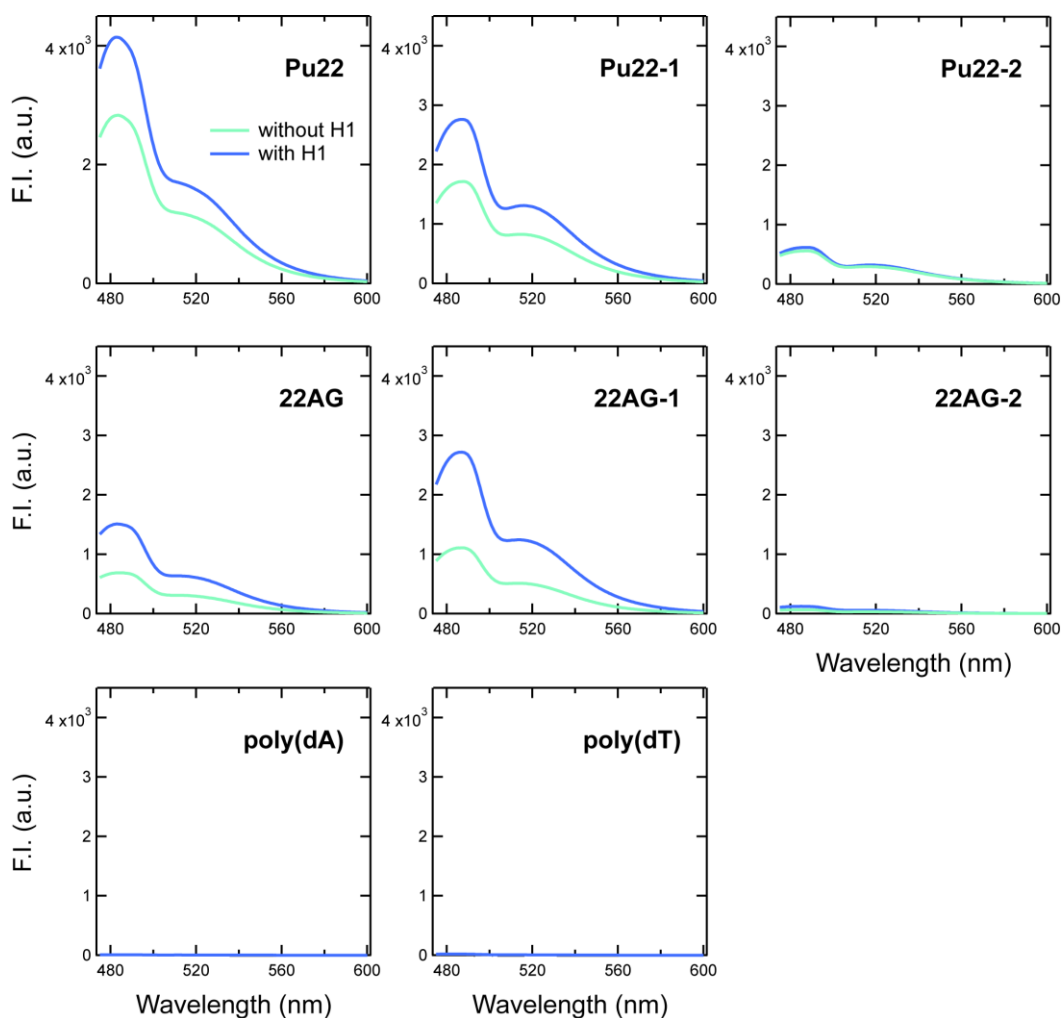 4 x10³
3
2
1
0
F.I. (a.u.)
Pu22
without H1
with H1
480 520 560 600
4 x10³
3
2
1
0
Pu22-1
480 520 560 600
4 x10³
3
2
1
0
Pu22-2
480 520 560 600
4 x10³
3
2
1
0
F.I. (a.u.)
22AG
480 520 560 600
4 x10³
3
2
1
0
22AG-1
480 520 560 600
4 x10³
3
2
1
0
22AG-2
480 520 560 600
Wavelength (nm)
4 x10³
3
2
1
0
F.I. (a.u.)
poly(dA)
480 520 560 600
Wavelength (nm)
4 x10³
3
2
1
0
poly(dT)
480 520 560 600
Wavelength (nm)